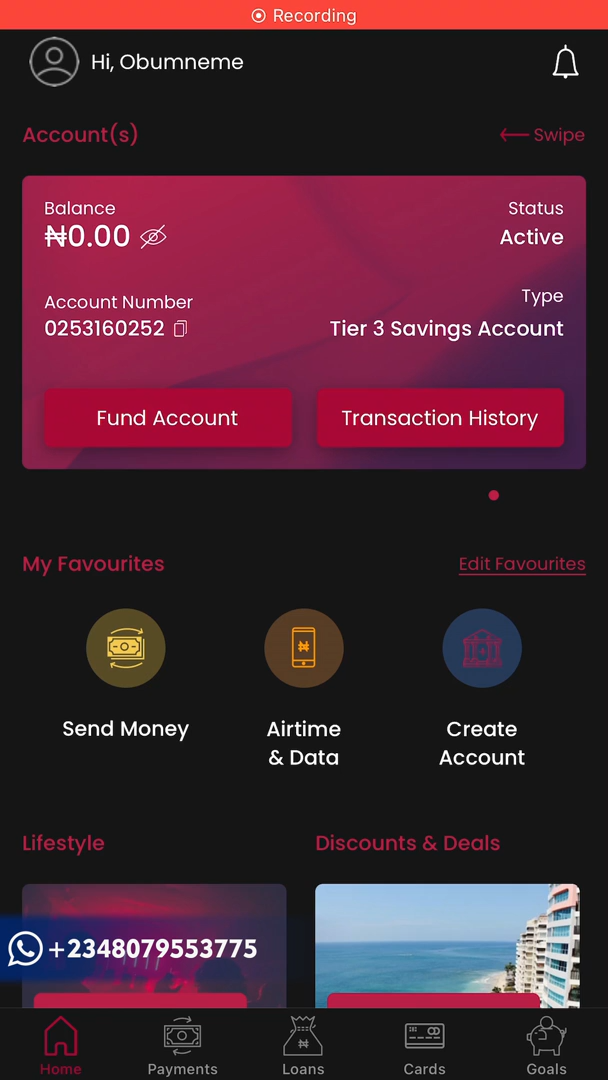 Recording
Hi, Obumneme
Account(s)
Swipe
Balance
₦0.00
Status
Active
Account Number
0253160252
Type
Tier 3 Savings Account
Fund Account
Transaction History
My Favourites
Edit Favourites
Send Money
Airtime
& Data
Create
Account
Lifestyle
Discounts & Deals
+2348079553775
Home
Payments
Loans
Cards
Goals